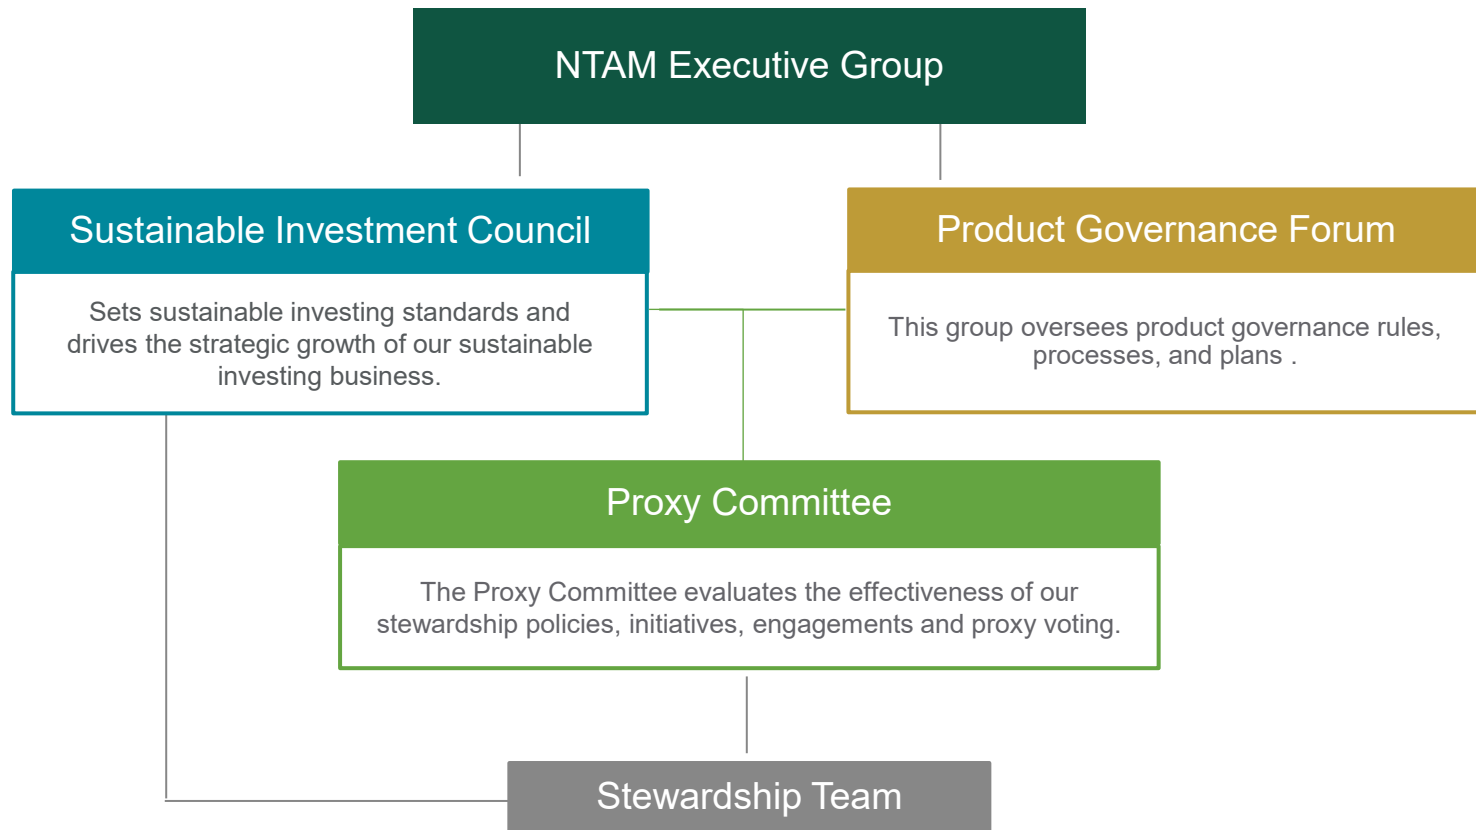 NTAM Executive Group
Sustainable Investment Council
Sets sustainable investing standards and
drives the strategic growth of our sustainable
investing business.
Product Governance Forum
This group oversees product governance rules,
processes, and plans .
Proxy Committee
The Proxy Committee evaluates the effectiveness of our
stewardship policies, initiatives, engagements and proxy voting.
Stewardship Team